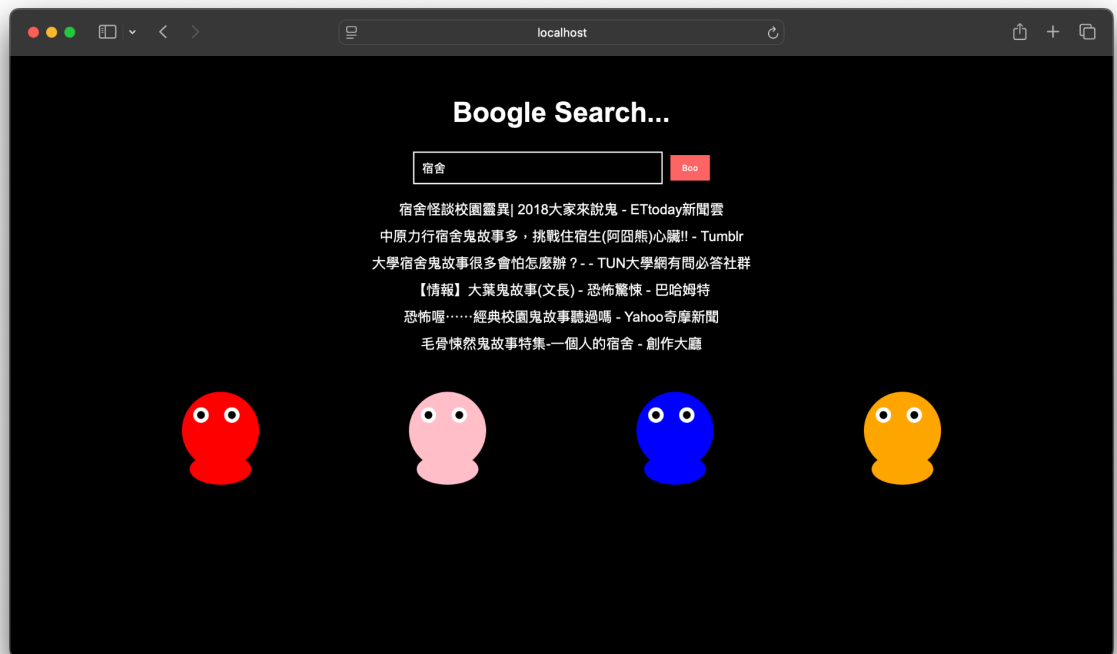 localhost
Boogle Search...
宿舍
Boo
宿舍怪談校園靈異| 2018大家來說鬼 - ETtoday新聞雲
中原力行宿舍鬼故事多，挑戰住宿生(阿囧熊)心臟!! - Tumblr
大學宿舍鬼故事很多會怕怎麼辦？- - TUN大學網有問必答社群
【情報】大葉鬼故事(文長) - 恐怖驚悚 - 巴哈姆特
恐怖喔⋯⋯經典校園鬼故事聽過嗎 - Yahoo奇摩新聞
毛骨悚然鬼故事特集-一個人的宿舍 - 創作大廳